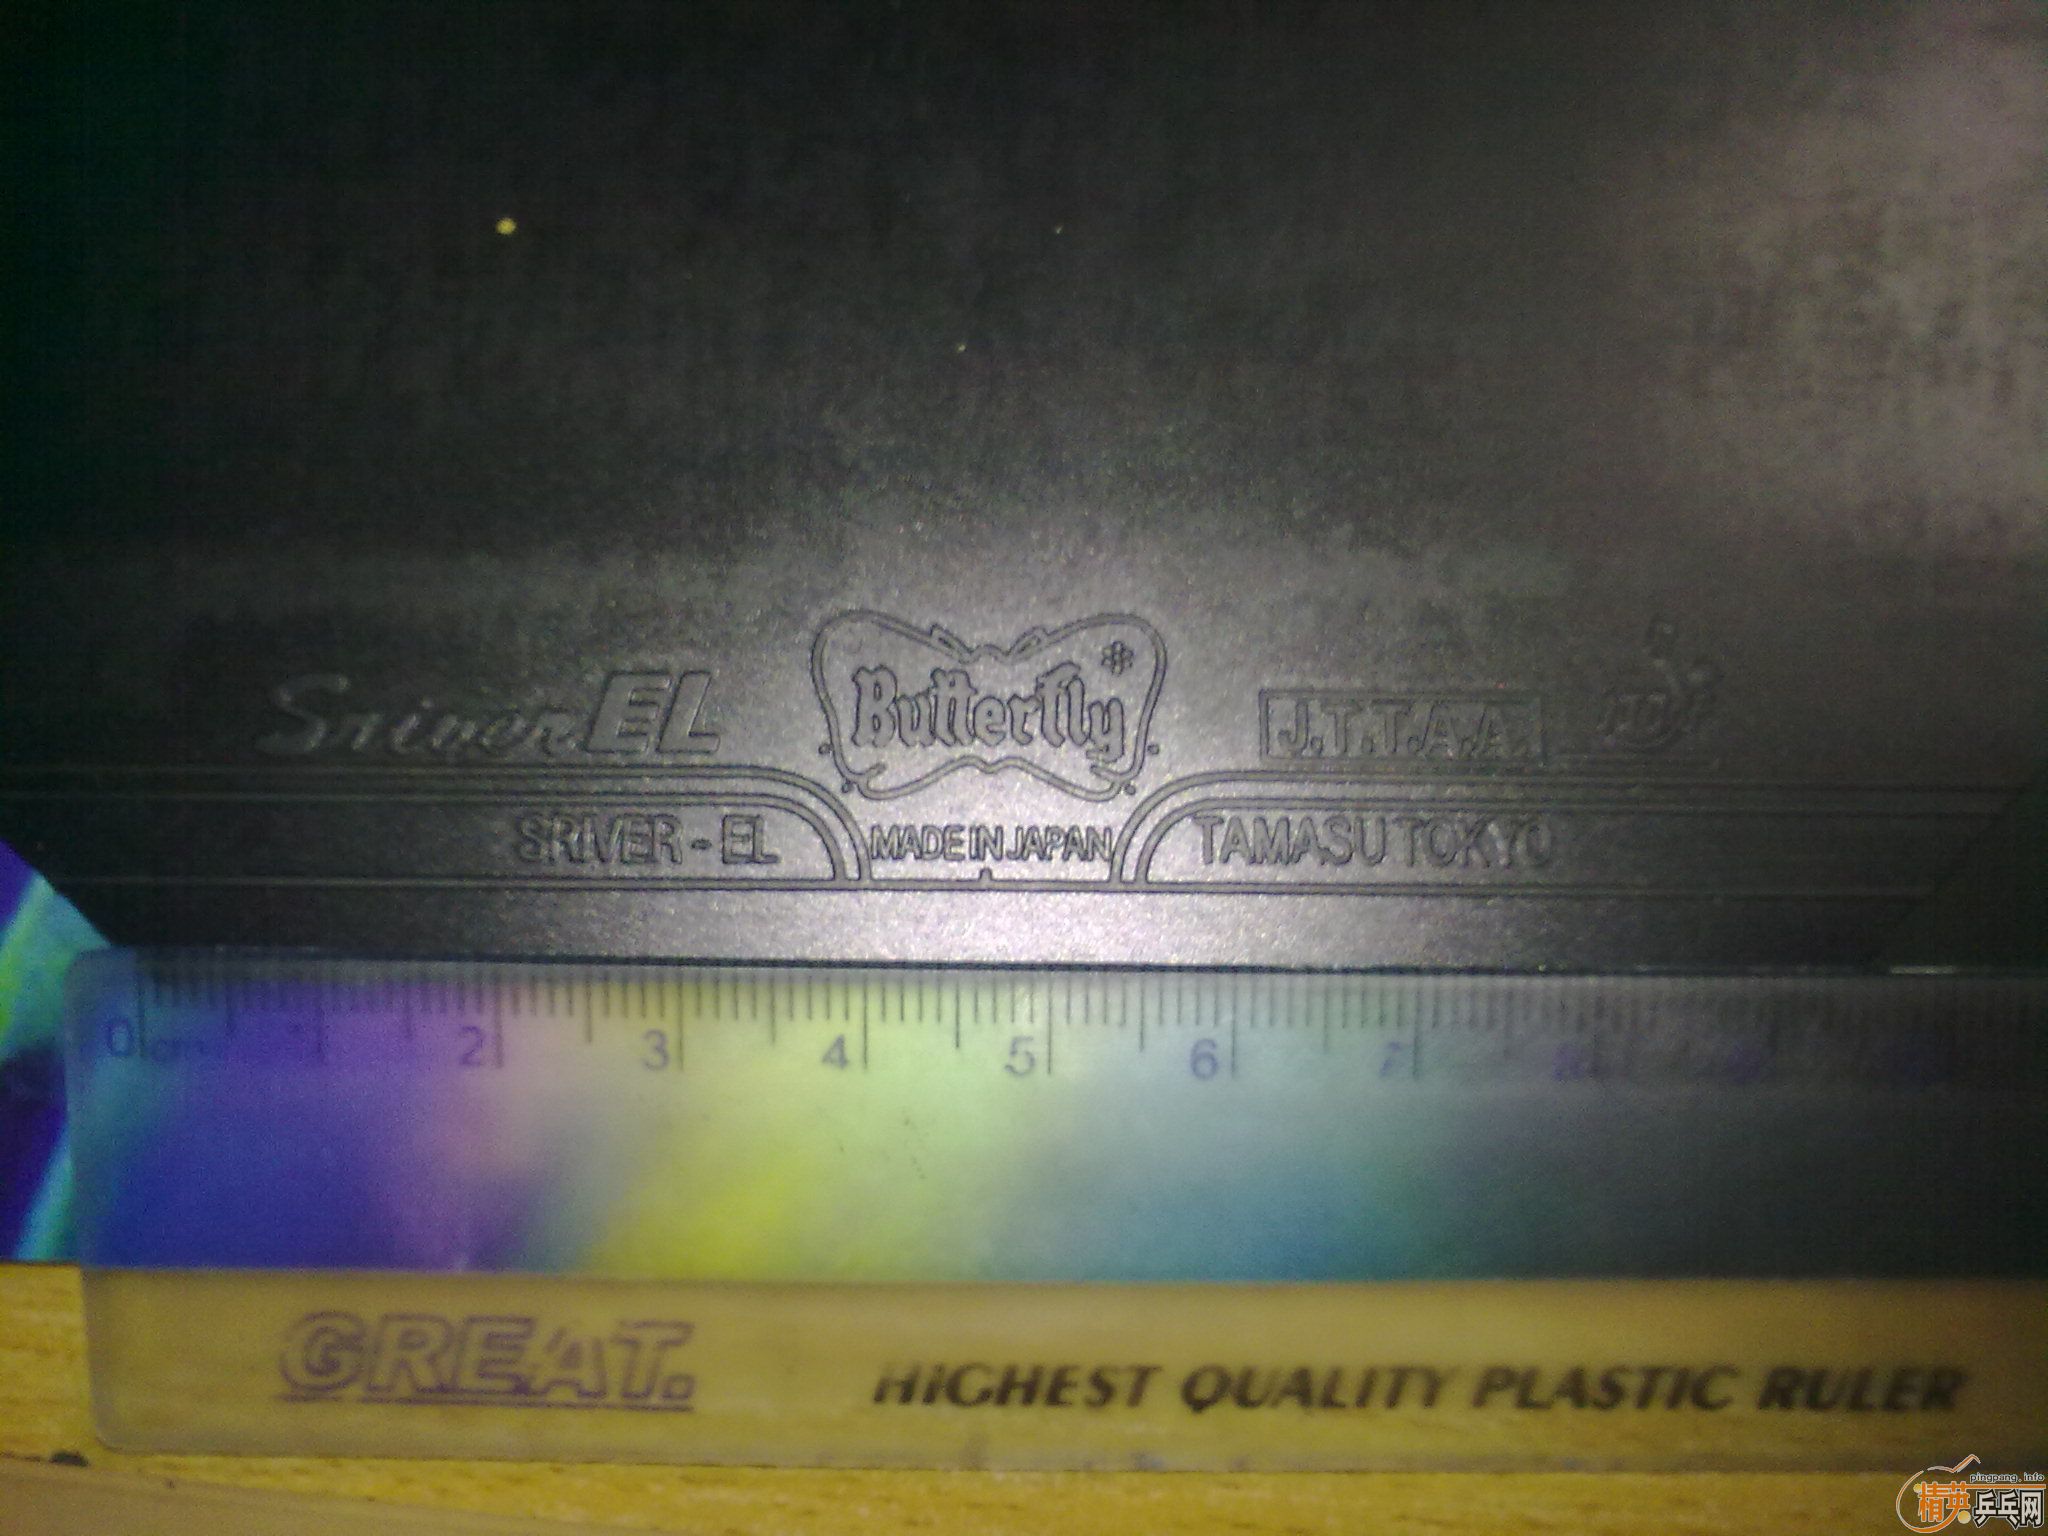 Sriver EL
Butterfly
J.T.T.A.A.
SRIVER - EL
MADE IN JAPAN
TAMASU TOKYO
0 cm 2 3 4 5 6 7
GREAT.
HIGHEST QUALITY PLASTIC RULER
pingpang.info
精英乒乓网